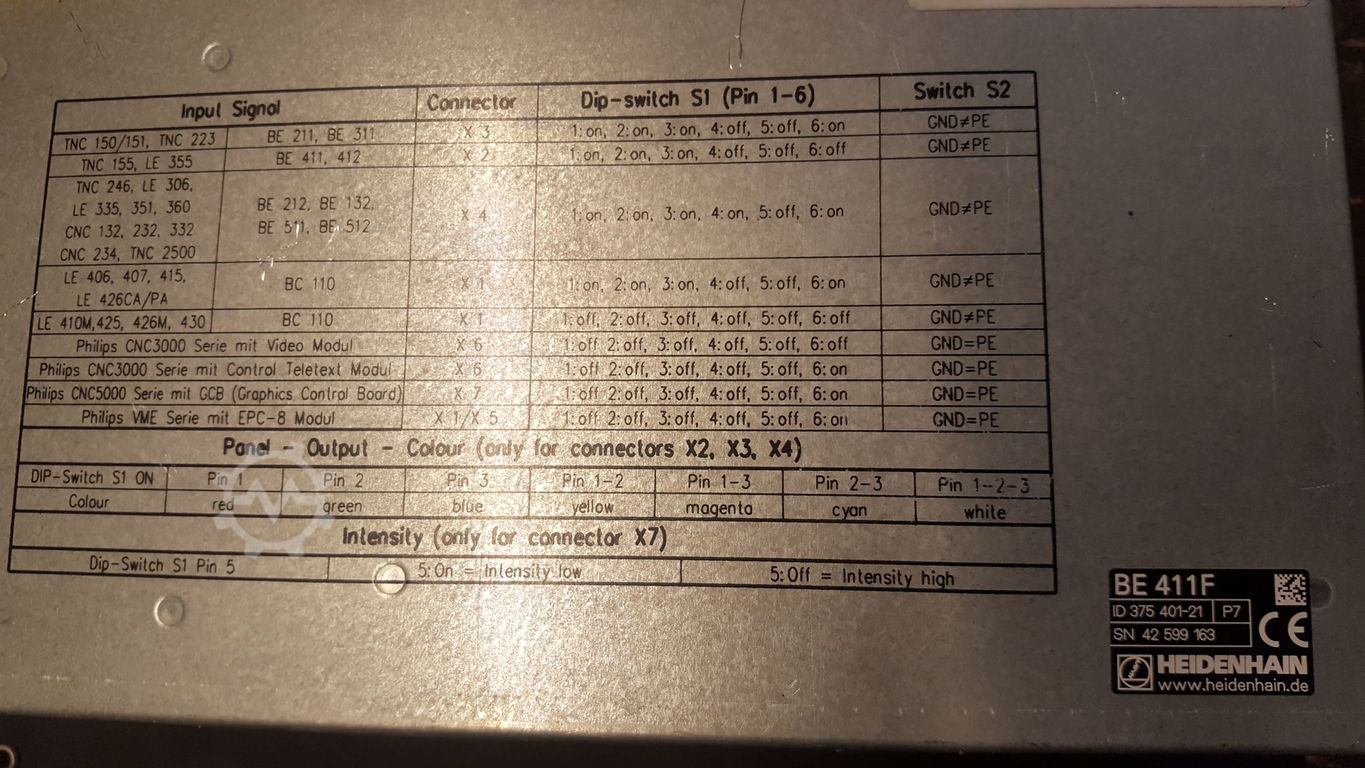 Input Signal Connector Dip-switch S1 (Pin 1-6) Switch S2
TNC 150/151, TNC 223 BE 211, BE 311 X 3 1:on, 2:on, 3:on, 4:off, 5:off, 6:on GND≠PE
TNC 155, LE 355 BE 411, 412 X 2 1:on, 2:on, 3:on, 4:off, 5:off, 6:off GND≠PE
TNC 246, LE 306,
LE 335, 351, 360 BE 212, BE 132, X 4 1:on, 2:on, 3:on, 4:on, 5:off, 6:on GND≠PE
CNC 132, 232, 332 BE 511, BE 512
CNC 234, TNC 2500
LE 406, 407, 415, BC 110 X 1 1:on, 2:on, 3:on, 4:off, 5:off, 6:on GND≠PE
LE 426CA/PA
LE 410M,425, 426M, 430 BC 110 X 1 1:off, 2:off, 3:off, 4:off, 5:off, 6:off GND≠PE
Philips CNC3000 Serie mit Video Modul X 6 1:off 2:off, 3:off, 4:off, 5:off, 6:off GND=PE
Philips CNC3000 Serie mit Control Teletext Modul X 6 1:off 2:off, 3:off, 4:off, 5:off, 6:on GND=PE
Philips CNC5000 Serie mit GCB (Graphics Control Board) X 7 1:off 2:off, 3:off, 4:off, 5:off, 6:on GND=PE
Philips VME Serie mit EPC-8 Modul X 1/X 5 1:off 2:off, 3:off, 4:off, 5:off, 6:on GND=PE
Panel - Output - Colour (only for connectors X2, X3, X4)
DIP-Switch S1 ON Pin 1 Pin 2 Pin 3 Pin 1-2 Pin 1-3 Pin 2-3 Pin 1-2-3
Colour red green blue yellow magenta cyan white
Intensity (only for connector X7)
Dip-Switch S1 Pin 5 5:On = Intensity low 5:Off = Intensity high
BE 411F
ID 375 401-21 P7
SN 42 599 163
CE
HEIDENHAIN
www.heidenhain.de